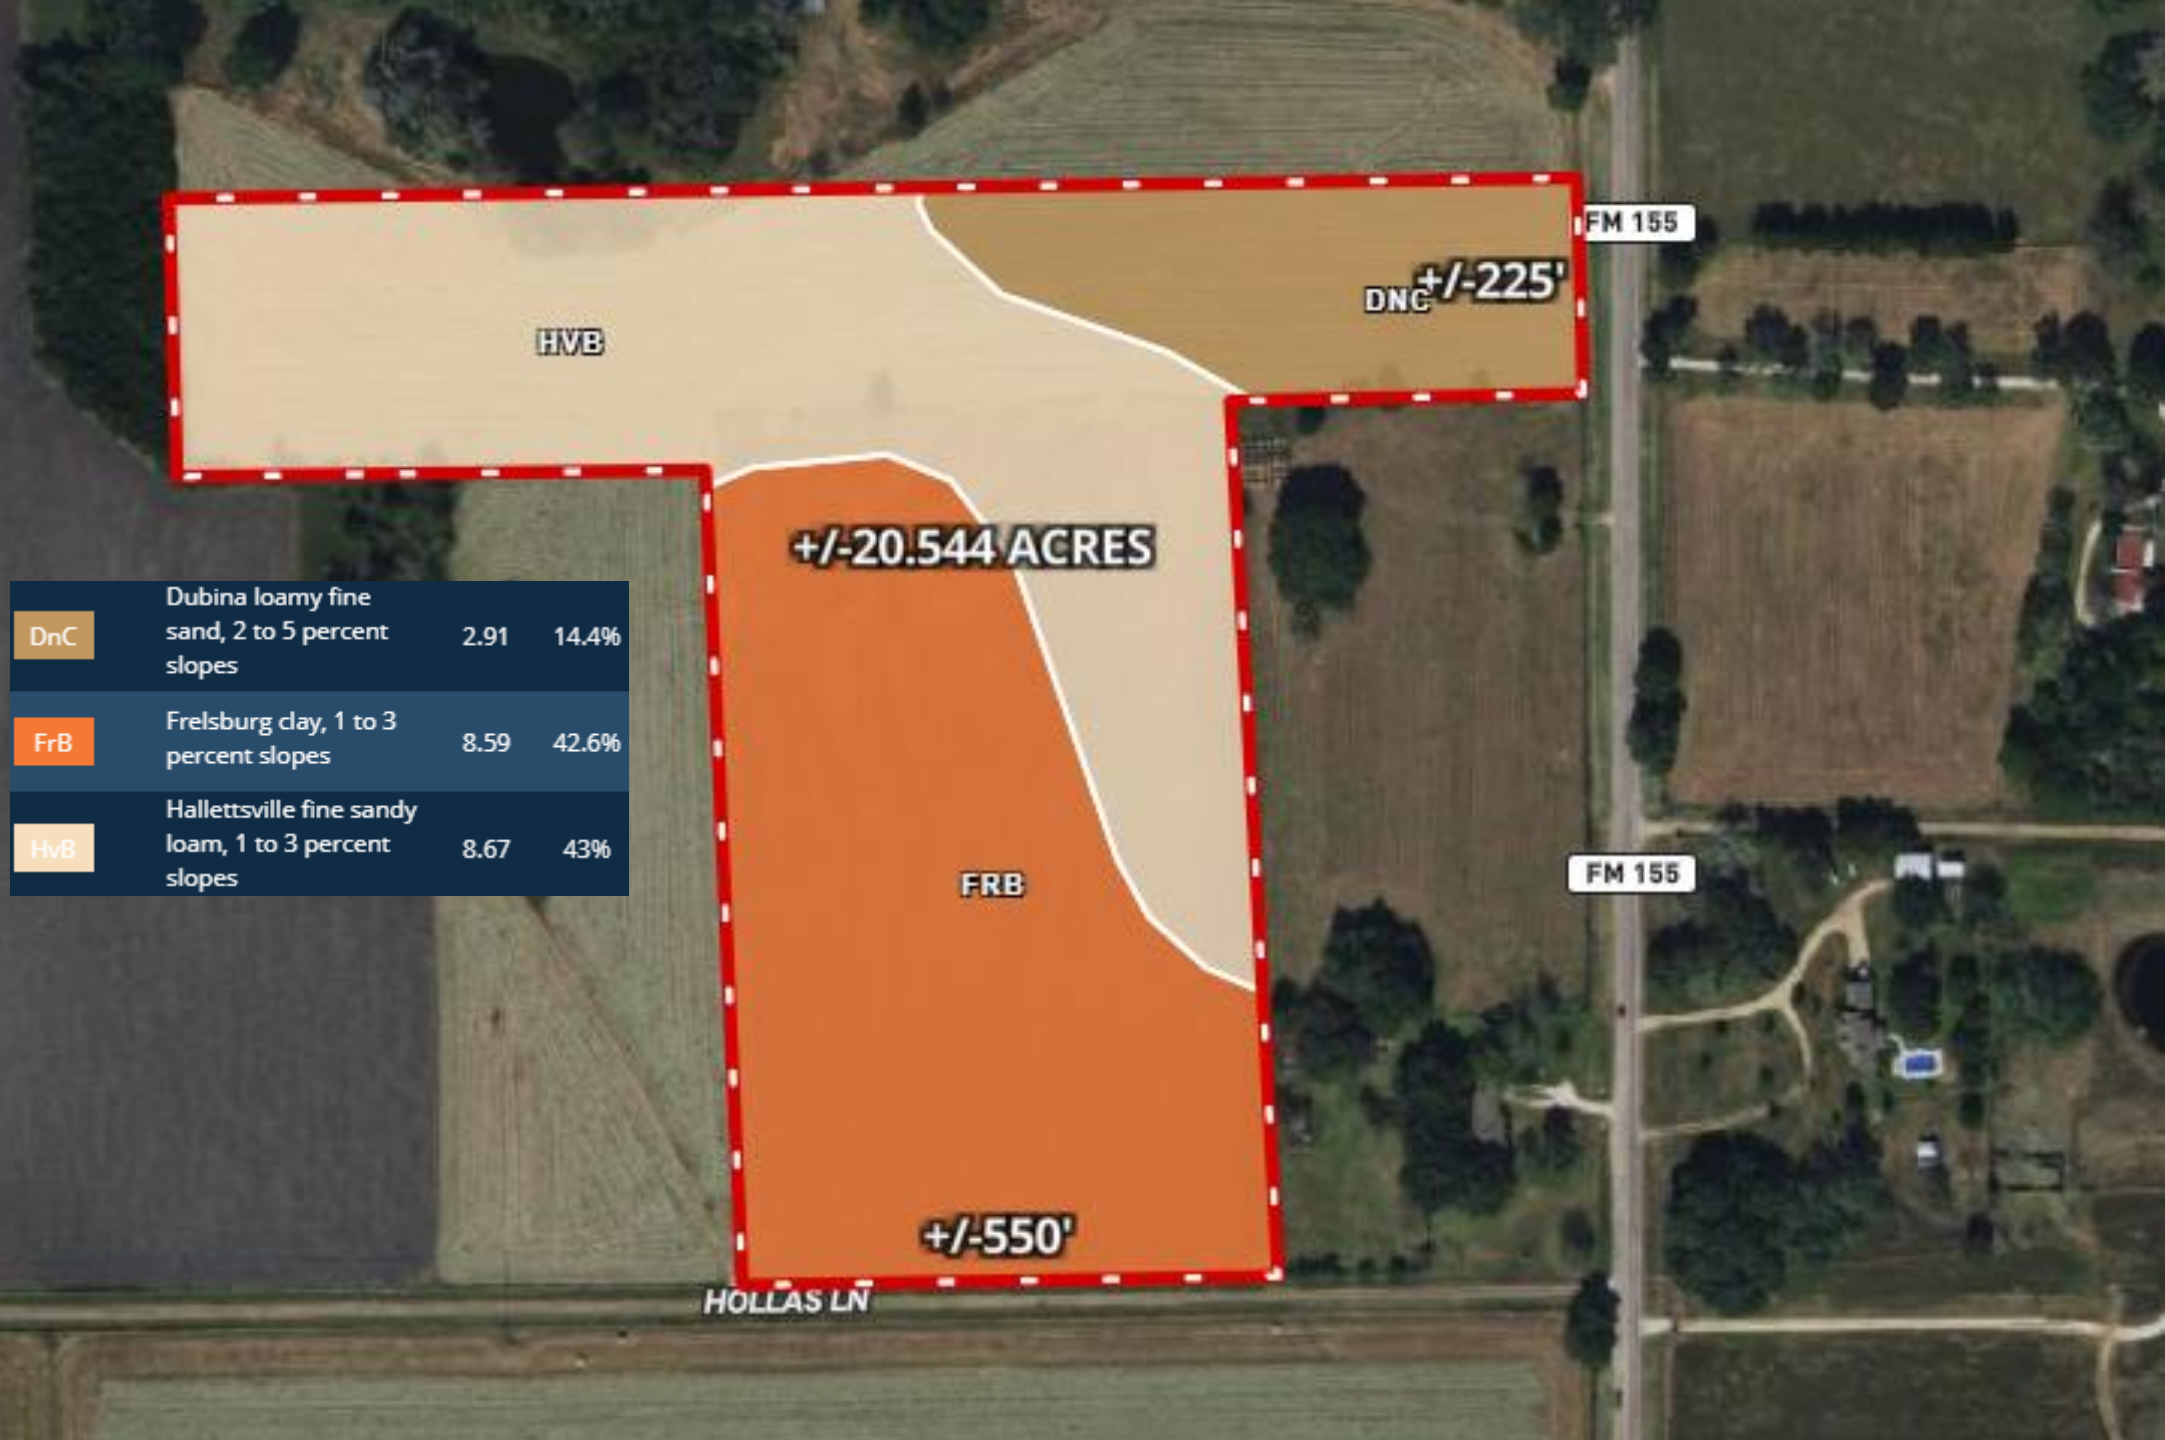 FM 155
+/-225'
DNC
HVB
+/-20.544 ACRES
DnC
Dubina loamy fine
sand, 2 to 5 percent
slopes
2.91 14.4%
FrB
Frelsburg clay, 1 to 3
percent slopes
8.59 42.6%
HvB
Hallettsville fine sandy
loam, 1 to 3 percent
slopes
8.67 43%
FRB
FM 155
+/-550'
HOLLAS LN